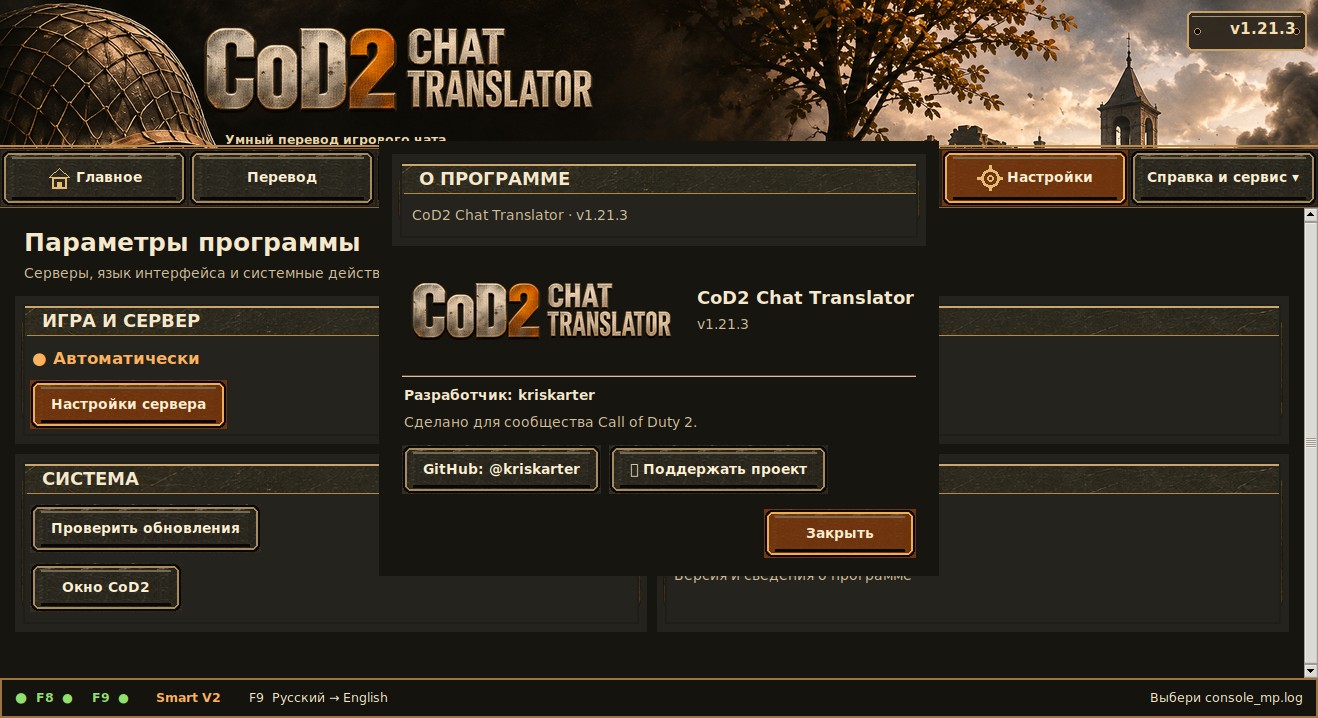 CoD2 CHAT TRANSLATOR
v1.21.3
Умный перевод игрового чата
Главное
Перевод
Настройки
Справка и сервис ▾
Параметры программы
Серверы, язык интерфейса и системные действ
ИГРА И СЕРВЕР
Автоматически
Настройки сервера
СИСТЕМА
Проверить обновления
Окно CoD2
О ПРОГРАММЕ
CoD2 Chat Translator · v1.21.3
CoD2 CHAT TRANSLATOR
CoD2 Chat Translator
v1.21.3
Разработчик: kriskarter
Сделано для сообщества Call of Duty 2.
GitHub: @kriskarter
Поддержать проект
Закрыть
Версия и сведения о программе
F8 F9 Smart V2 F9 Русский → English
Выбери console_mp.log